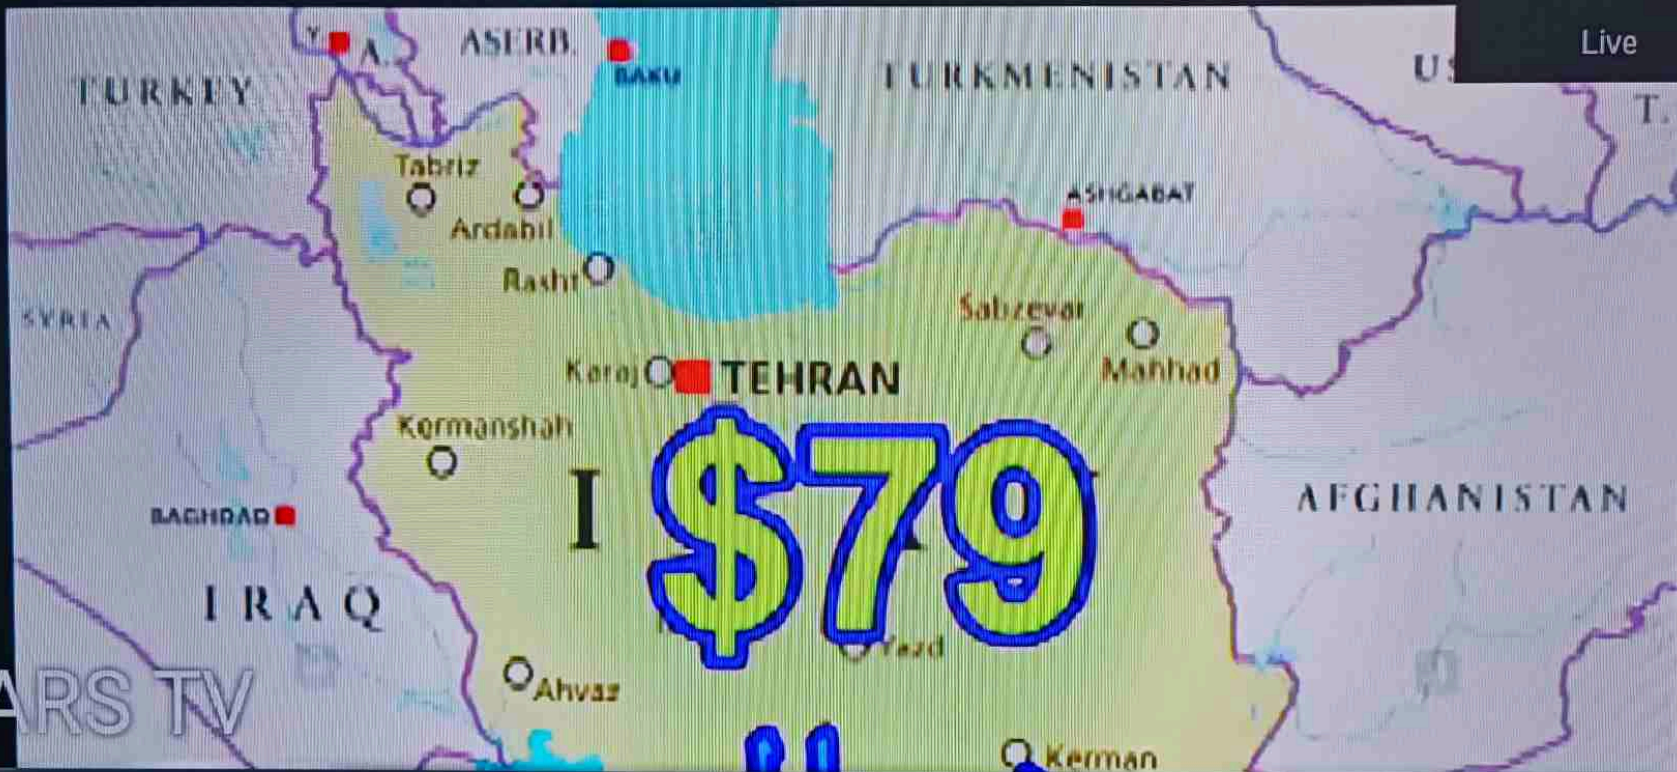 Live
Y.
A.
ASERB.
BAKU
TURKEY
TURKMENISTAN
T.
Tabriz
Ardabil
ASHGABAT
Rasht
SYRIA
Sabzevar
Karaj
TEHRAN
Mahhad
Kermanshah
$79
I
AFGHANISTAN
BAGHDAD
IRAQ
Yazd
Ahvaz
ARS TV
Kerman